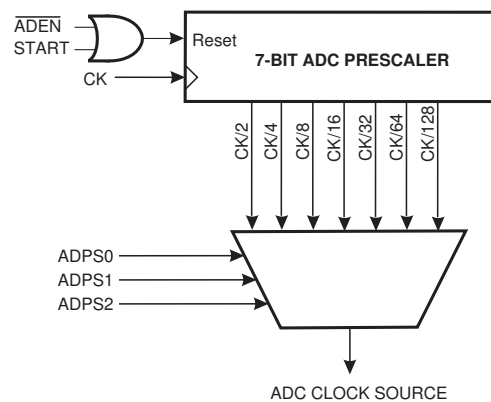 ADEN
START
Reset
7-BIT ADC PRESCALER
CK
CK/2
CK/4
CK/8
CK/16
CK/32
CK/64
CK/128
ADPS0
ADPS1
ADPS2
ADC CLOCK SOURCE